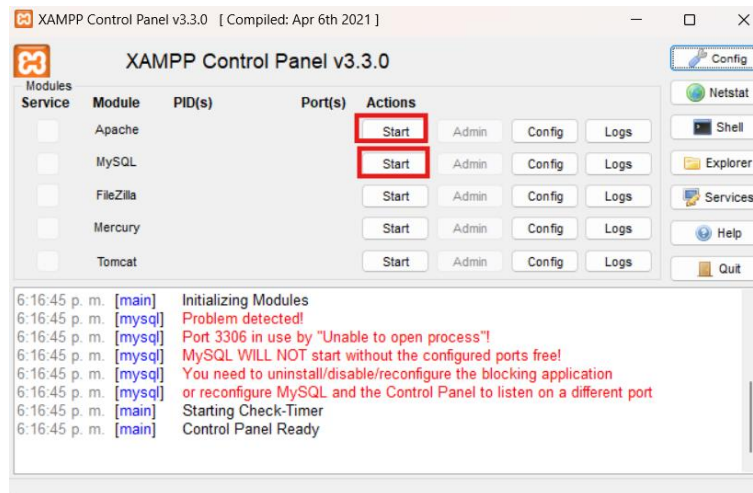 XAMPP Control Panel v3.3.0 [ Compiled: Apr 6th 2021 ]
XAMPP Control Panel v3.3.0
Config
Modules
Service Module PID(s) Port(s) Actions
Netstat
Apache Start Admin Config Logs
Shell
MySQL Start Admin Config Logs
Explorer
FileZilla Start Admin Config Logs
Services
Mercury Start Admin Config Logs
Help
Tomcat Start Admin Config Logs
Quit
6:16:45 p. m. [main] Initializing Modules
6:16:45 p. m. [mysql] Problem detected!
6:16:45 p. m. [mysql] Port 3306 in use by "Unable to open process"!
6:16:45 p. m. [mysql] MySQL WILL NOT start without the configured ports free!
6:16:45 p. m. [mysql] You need to uninstall/disable/reconfigure the blocking application
6:16:45 p. m. [mysql] or reconfigure MySQL and the Control Panel to listen on a different port
6:16:45 p. m. [main] Starting Check-Timer
6:16:45 p. m. [main] Control Panel Ready